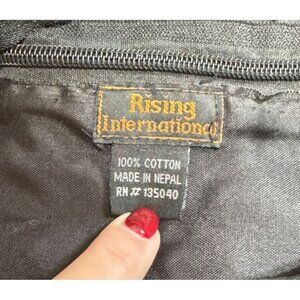 Rising
International
100% COTTON
MADE IN NEPAL
RN # 135040